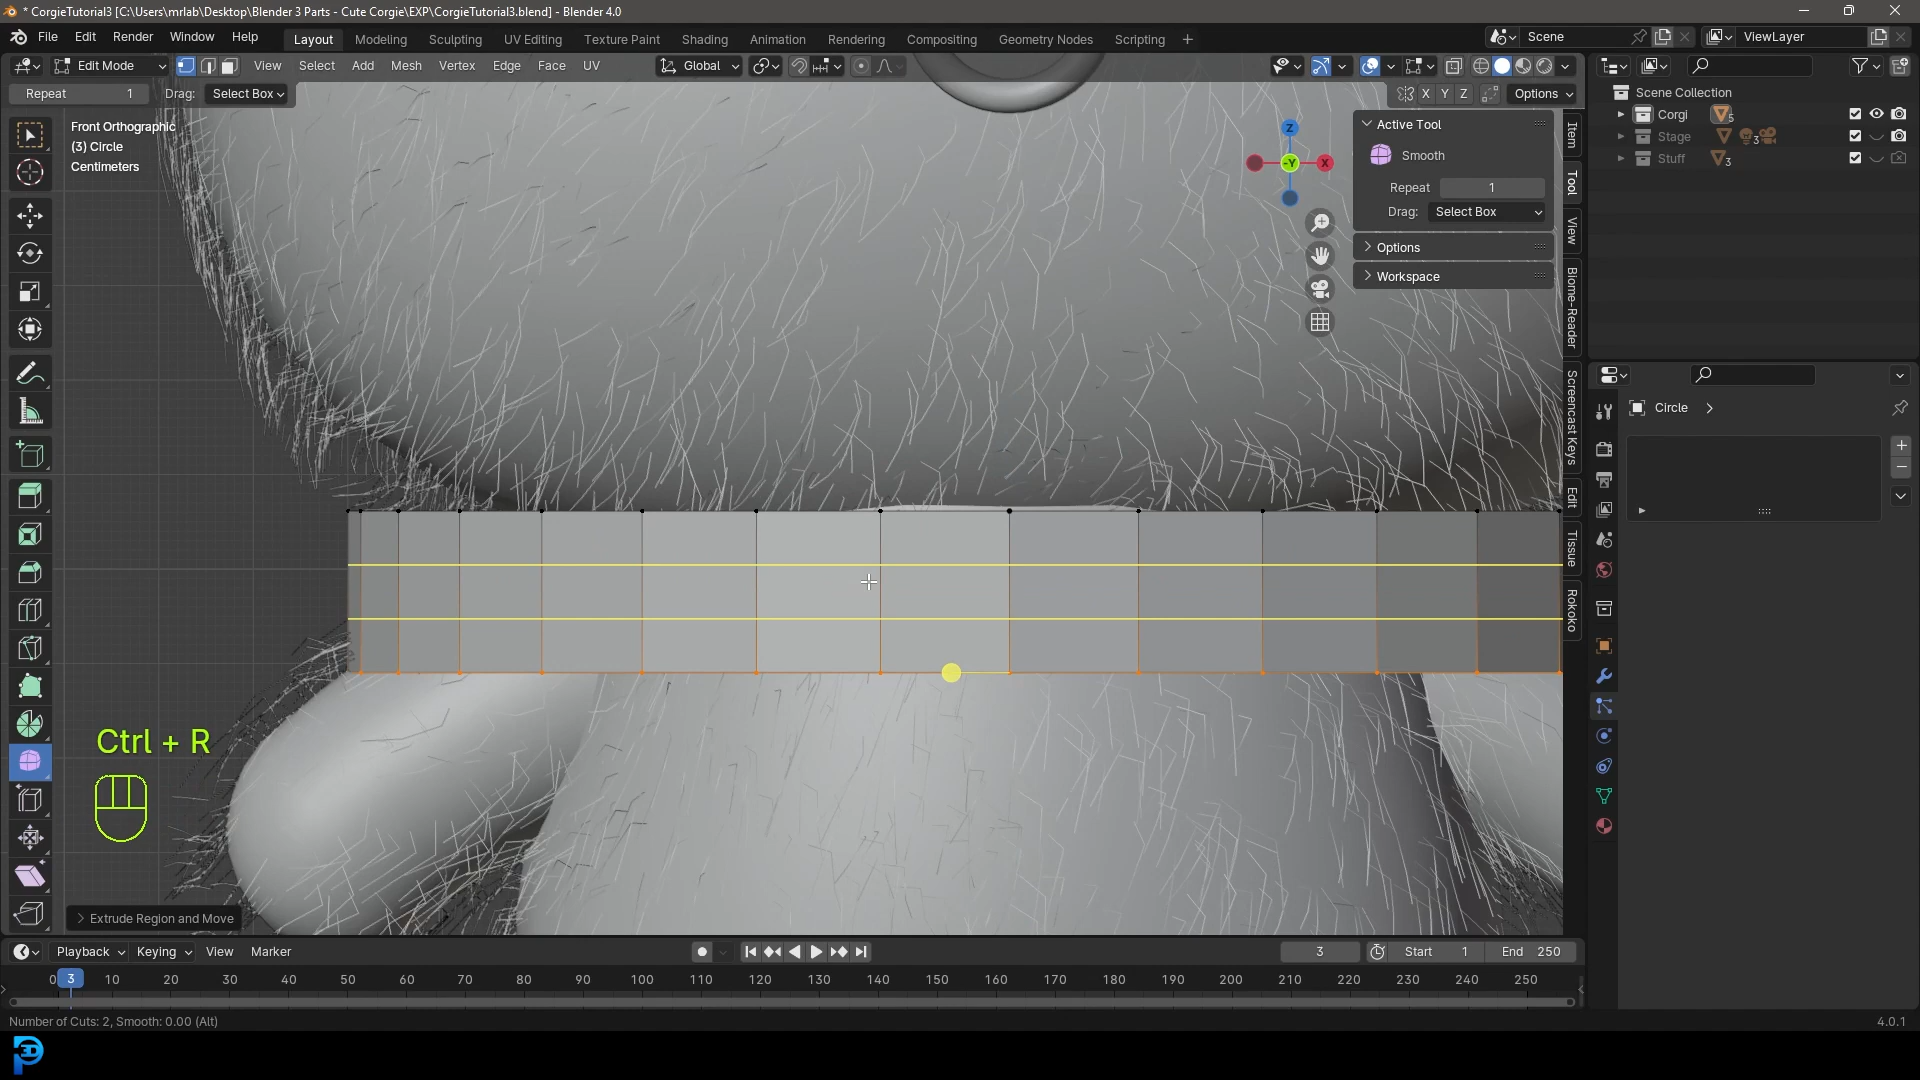 * CorgieTutorial3 [C:\Users\mrlab\Desktop\Blender 3 Parts - Cute Corgie\EXP\CorgieTutorial3.blend] - Blender 4.0
File Edit Render Window Help Layout Modeling Sculpting UV Editing Texture Paint Shading Animation Rendering Compositing Geometry Nodes Scripting + Scene ViewLayer
Edit Mode View Select Add Mesh Vertex Edge Face UV Global
Repeat 1 Drag: Select Box X Y Z Options
Scene Collection
Corgi 5
Stage 3
Stuff 3
Front Orthographic
(3) Circle
Centimeters
Z
-Y
X
Active Tool
Smooth
Repeat 1
Drag: Select Box
Options
Workspace
Item
Tool
View
Biome-Reader
Screencast Keys
Edit
Tissue
Rokoko
Circle
Ctrl + R
Extrude Region and Move
Playback Keying View Marker 3 Start 1 End 250
0 3 10 20 30 40 50 60 70 80 90 100 110 120 130 140 150 160 170 180 190 200 210 220 230 240 250
Number of Cuts: 2, Smooth: 0.00 (Alt) 4.0.1